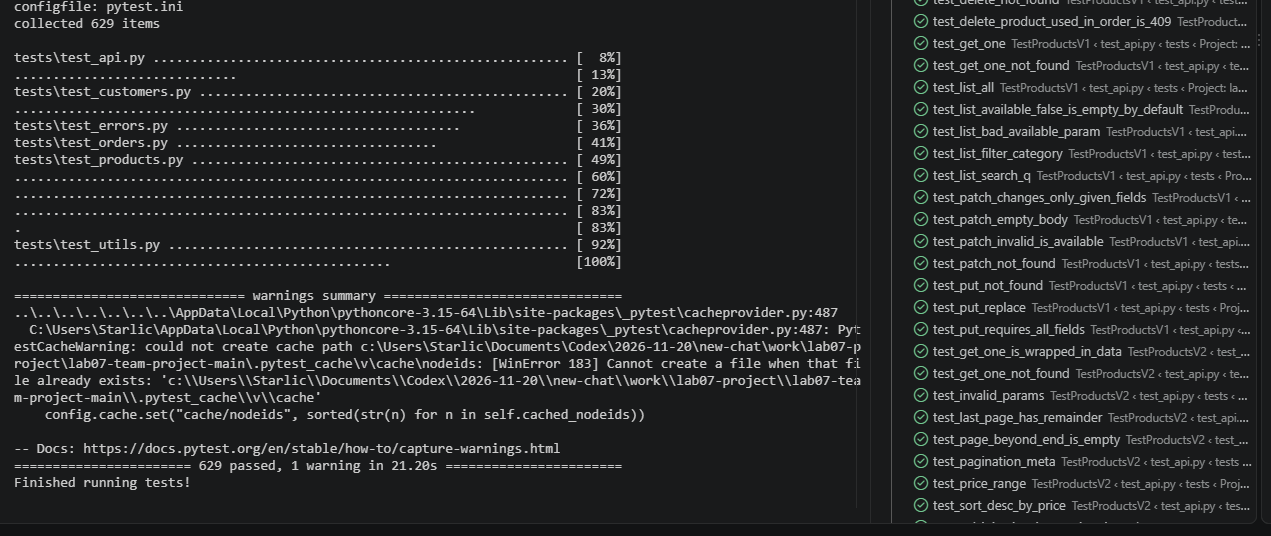 configfile: pytest.ini
collected 629 items
tests\test_api.py ...................................................... [  8%]
............................. [ 13%]
tests\test_customers.py ................................................ [ 20%]
............................................................ [ 30%]
tests\test_errors.py ..................................... [ 36%]
tests\test_orders.py .................................. [ 41%]
tests\test_products.py ................................................. [ 49%]
........................................................................ [ 60%]
........................................................................ [ 72%]
........................................................................ [ 83%]
. [ 83%]
tests\test_utils.py .................................................... [ 92%]
................................................. [100%]
============================== warnings summary ===============================
..\..\..\..\..\..\..\AppData\Local\Python\pythoncore-3.15-64\Lib\site-packages\_pytest\cacheprovider.py:487
C:\Users\Starlic\AppData\Local\Python\pythoncore-3.15-64\Lib\site-packages\_pytest\cacheprovider.py:487: Pyt
estCacheWarning: could not create cache path c:\Users\Starlic\Documents\Codex\2026-11-20\new-chat\work\lab07-p
roject\lab07-team-project-main\.pytest_cache\v\cache\nodeids: [WinError 183] Cannot create a file when that fi
le already exists: 'c:\\Users\\Starlic\\Documents\\Codex\\2026-11-20\\new-chat\\work\\lab07-project\\lab07-tea
m-project-main\\.pytest_cache\\v\\cache'
config.cache.set("cache/nodeids", sorted(str(n) for n in self.cached_nodeids))
-- Docs: https://docs.pytest.org/en/stable/how-to/capture-warnings.html
======================= 629 passed, 1 warning in 21.20s =======================
Finished running tests!
test_delete_not_found TestProductsV1 ‹ test_api.py ‹ te...
test_delete_product_used_in_order_is_409 TestProduct...
test_get_one TestProductsV1 ‹ test_api.py ‹ tests ‹ Project: ...
test_get_one_not_found TestProductsV1 ‹ test_api.py ‹ te...
test_list_all TestProductsV1 ‹ test_api.py ‹ tests ‹ Project: la...
test_list_available_false_is_empty_by_default TestProdu...
test_list_bad_available_param TestProductsV1 ‹ test_api....
test_list_filter_category TestProductsV1 ‹ test_api.py ‹ test...
test_list_search_q TestProductsV1 ‹ test_api.py ‹ tests ‹ Pro...
test_patch_changes_only_given_fields TestProductsV1 ‹ ...
test_patch_empty_body TestProductsV1 ‹ test_api.py ‹ te...
test_patch_invalid_is_available TestProductsV1 ‹ test_api....
test_patch_not_found TestProductsV1 ‹ test_api.py ‹ tests...
test_put_not_found TestProductsV1 ‹ test_api.py ‹ tests ‹ ...
test_put_replace TestProductsV1 ‹ test_api.py ‹ tests ‹ Proj...
test_put_requires_all_fields TestProductsV1 ‹ test_api.py ‹...
test_get_one_is_wrapped_in_data TestProductsV2 ‹ test...
test_get_one_not_found TestProductsV2 ‹ test_api.py ‹ te...
test_invalid_params TestProductsV2 ‹ test_api.py ‹ tests ‹ ...
test_last_page_has_remainder TestProductsV2 ‹ test_api....
test_page_beyond_end_is_empty TestProductsV2 ‹ test_...
test_pagination_meta TestProductsV2 ‹ test_api.py ‹ tests ...
test_price_range TestProductsV2 ‹ test_api.py ‹ tests ‹ Proj...
test_sort_desc_by_price TestProductsV2 ‹ test_api.py ‹ tes...